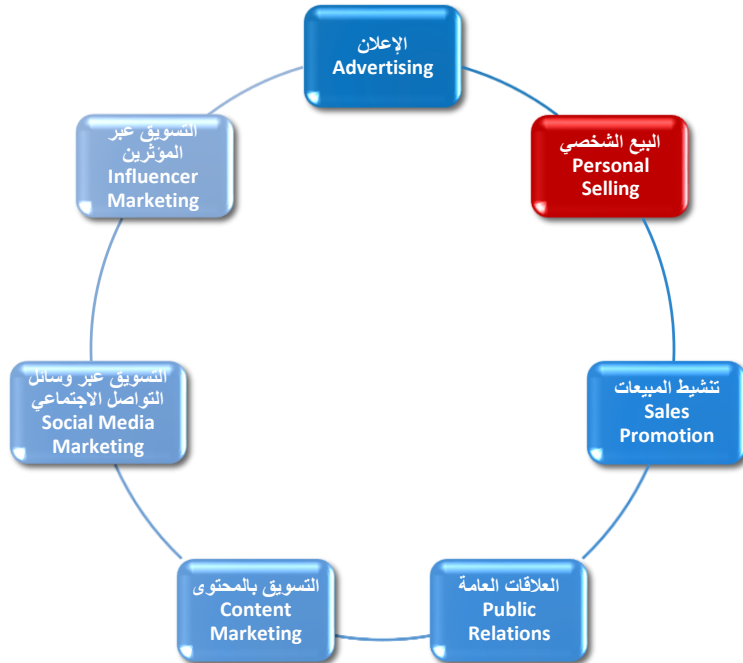 الإعلان
Advertising
البيع الشخصي
Personal
Selling
تنشيط المبيعات
Sales
Promotion
العلاقات العامة
Public
Relations
التسويق بالمحتوى
Content
Marketing
التسويق عبر وسائل
التواصل الاجتماعي
Social Media
Marketing
التسويق عبر
المؤثرين
Influencer
Marketing